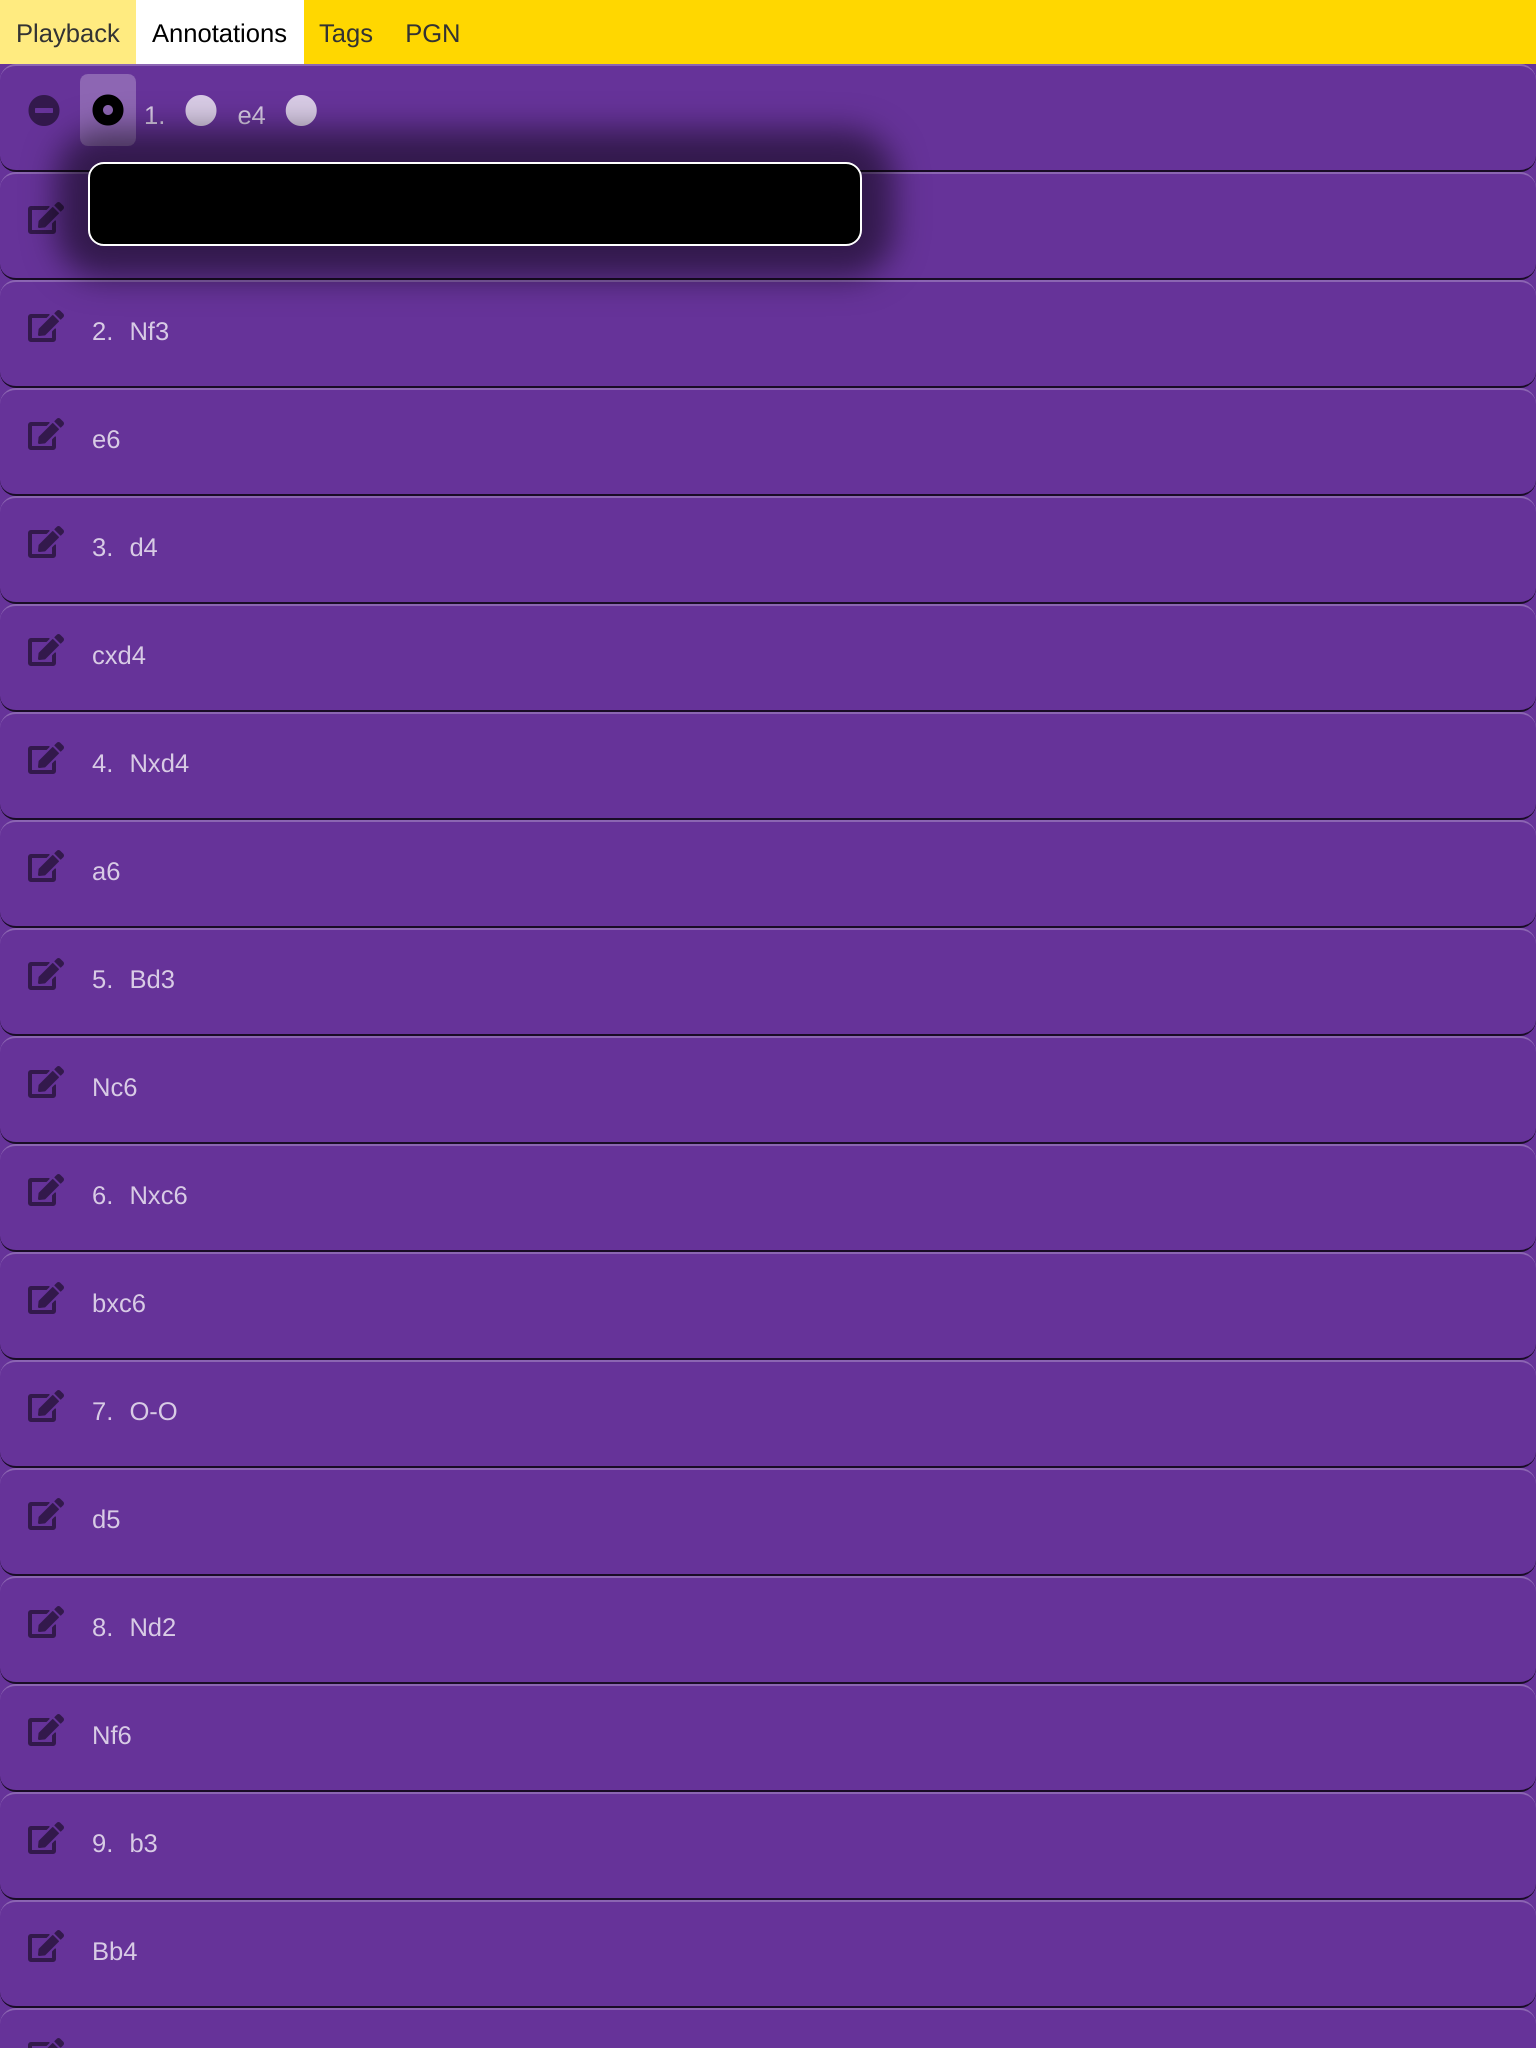 Playback Annotations Tags PGN
1. e4
2. Nf3
e6
3. d4
cxd4
4. Nxd4
a6
5. Bd3
Nc6
6. Nxc6
bxc6
7. O-O
d5
8. Nd2
Nf6
9. b3
Bb4